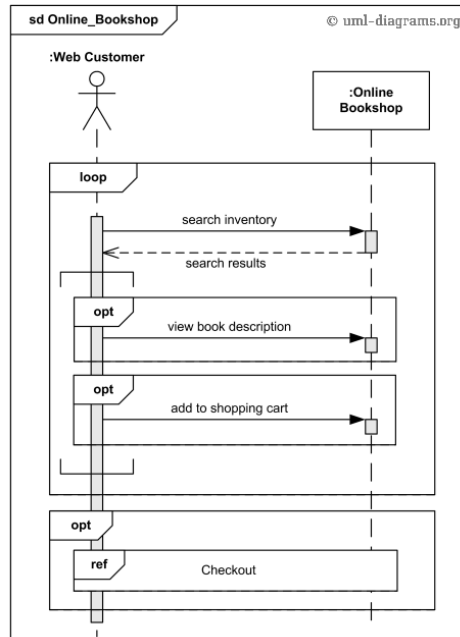 sd Online_Bookshop
© uml-diagrams.org
:Web Customer
:Online
Bookshop
loop
search inventory
search results
opt
view book description
opt
add to shopping cart
opt
ref
Checkout